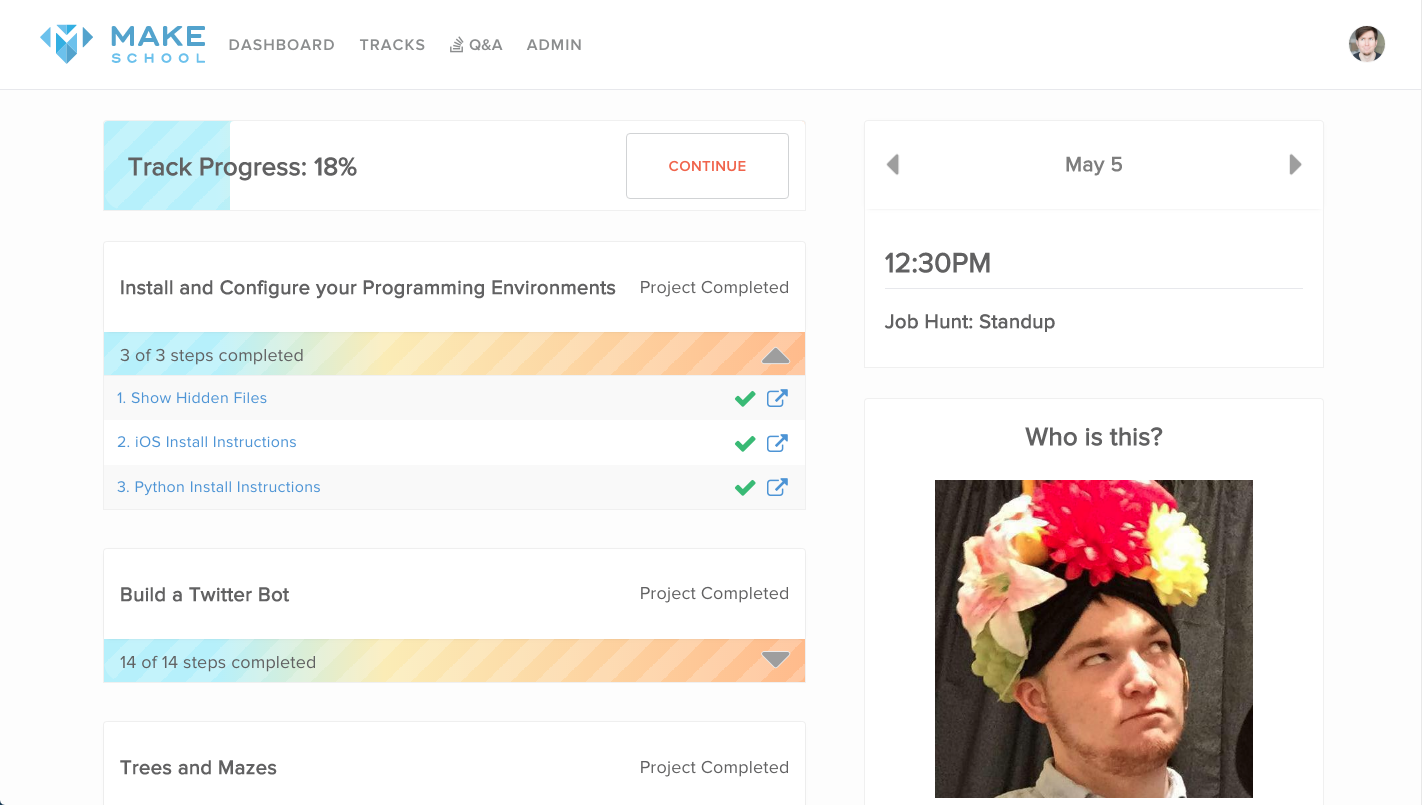 MAKE
SCHOOL
DASHBOARD TRACKS Q&A ADMIN
Track Progress: 18%
CONTINUE
Install and Configure your Programming Environments
Project Completed
3 of 3 steps completed
1. Show Hidden Files
2. iOS Install Instructions
3. Python Install Instructions
Build a Twitter Bot
Project Completed
14 of 14 steps completed
Trees and Mazes
Project Completed
May 5
12:30PM
Job Hunt: Standup
Who is this?